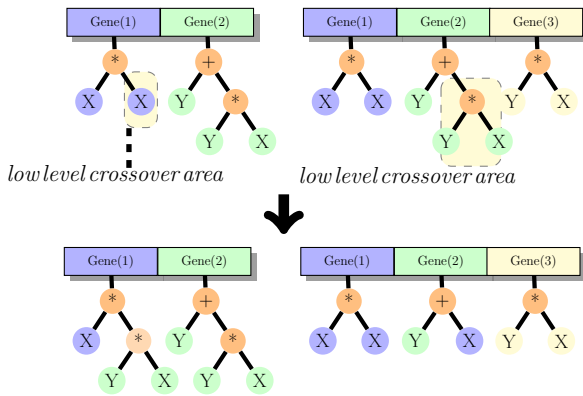 Gene(1) Gene(2) Gene(1) Gene(2) Gene(3)
* + * + *
X X Y * X X Y * Y X
Y X Y X
low level crossover area low level crossover area
Gene(1) Gene(2) Gene(1) Gene(2) Gene(3)
* + * + *
X * Y * X X Y X Y X
Y X Y X